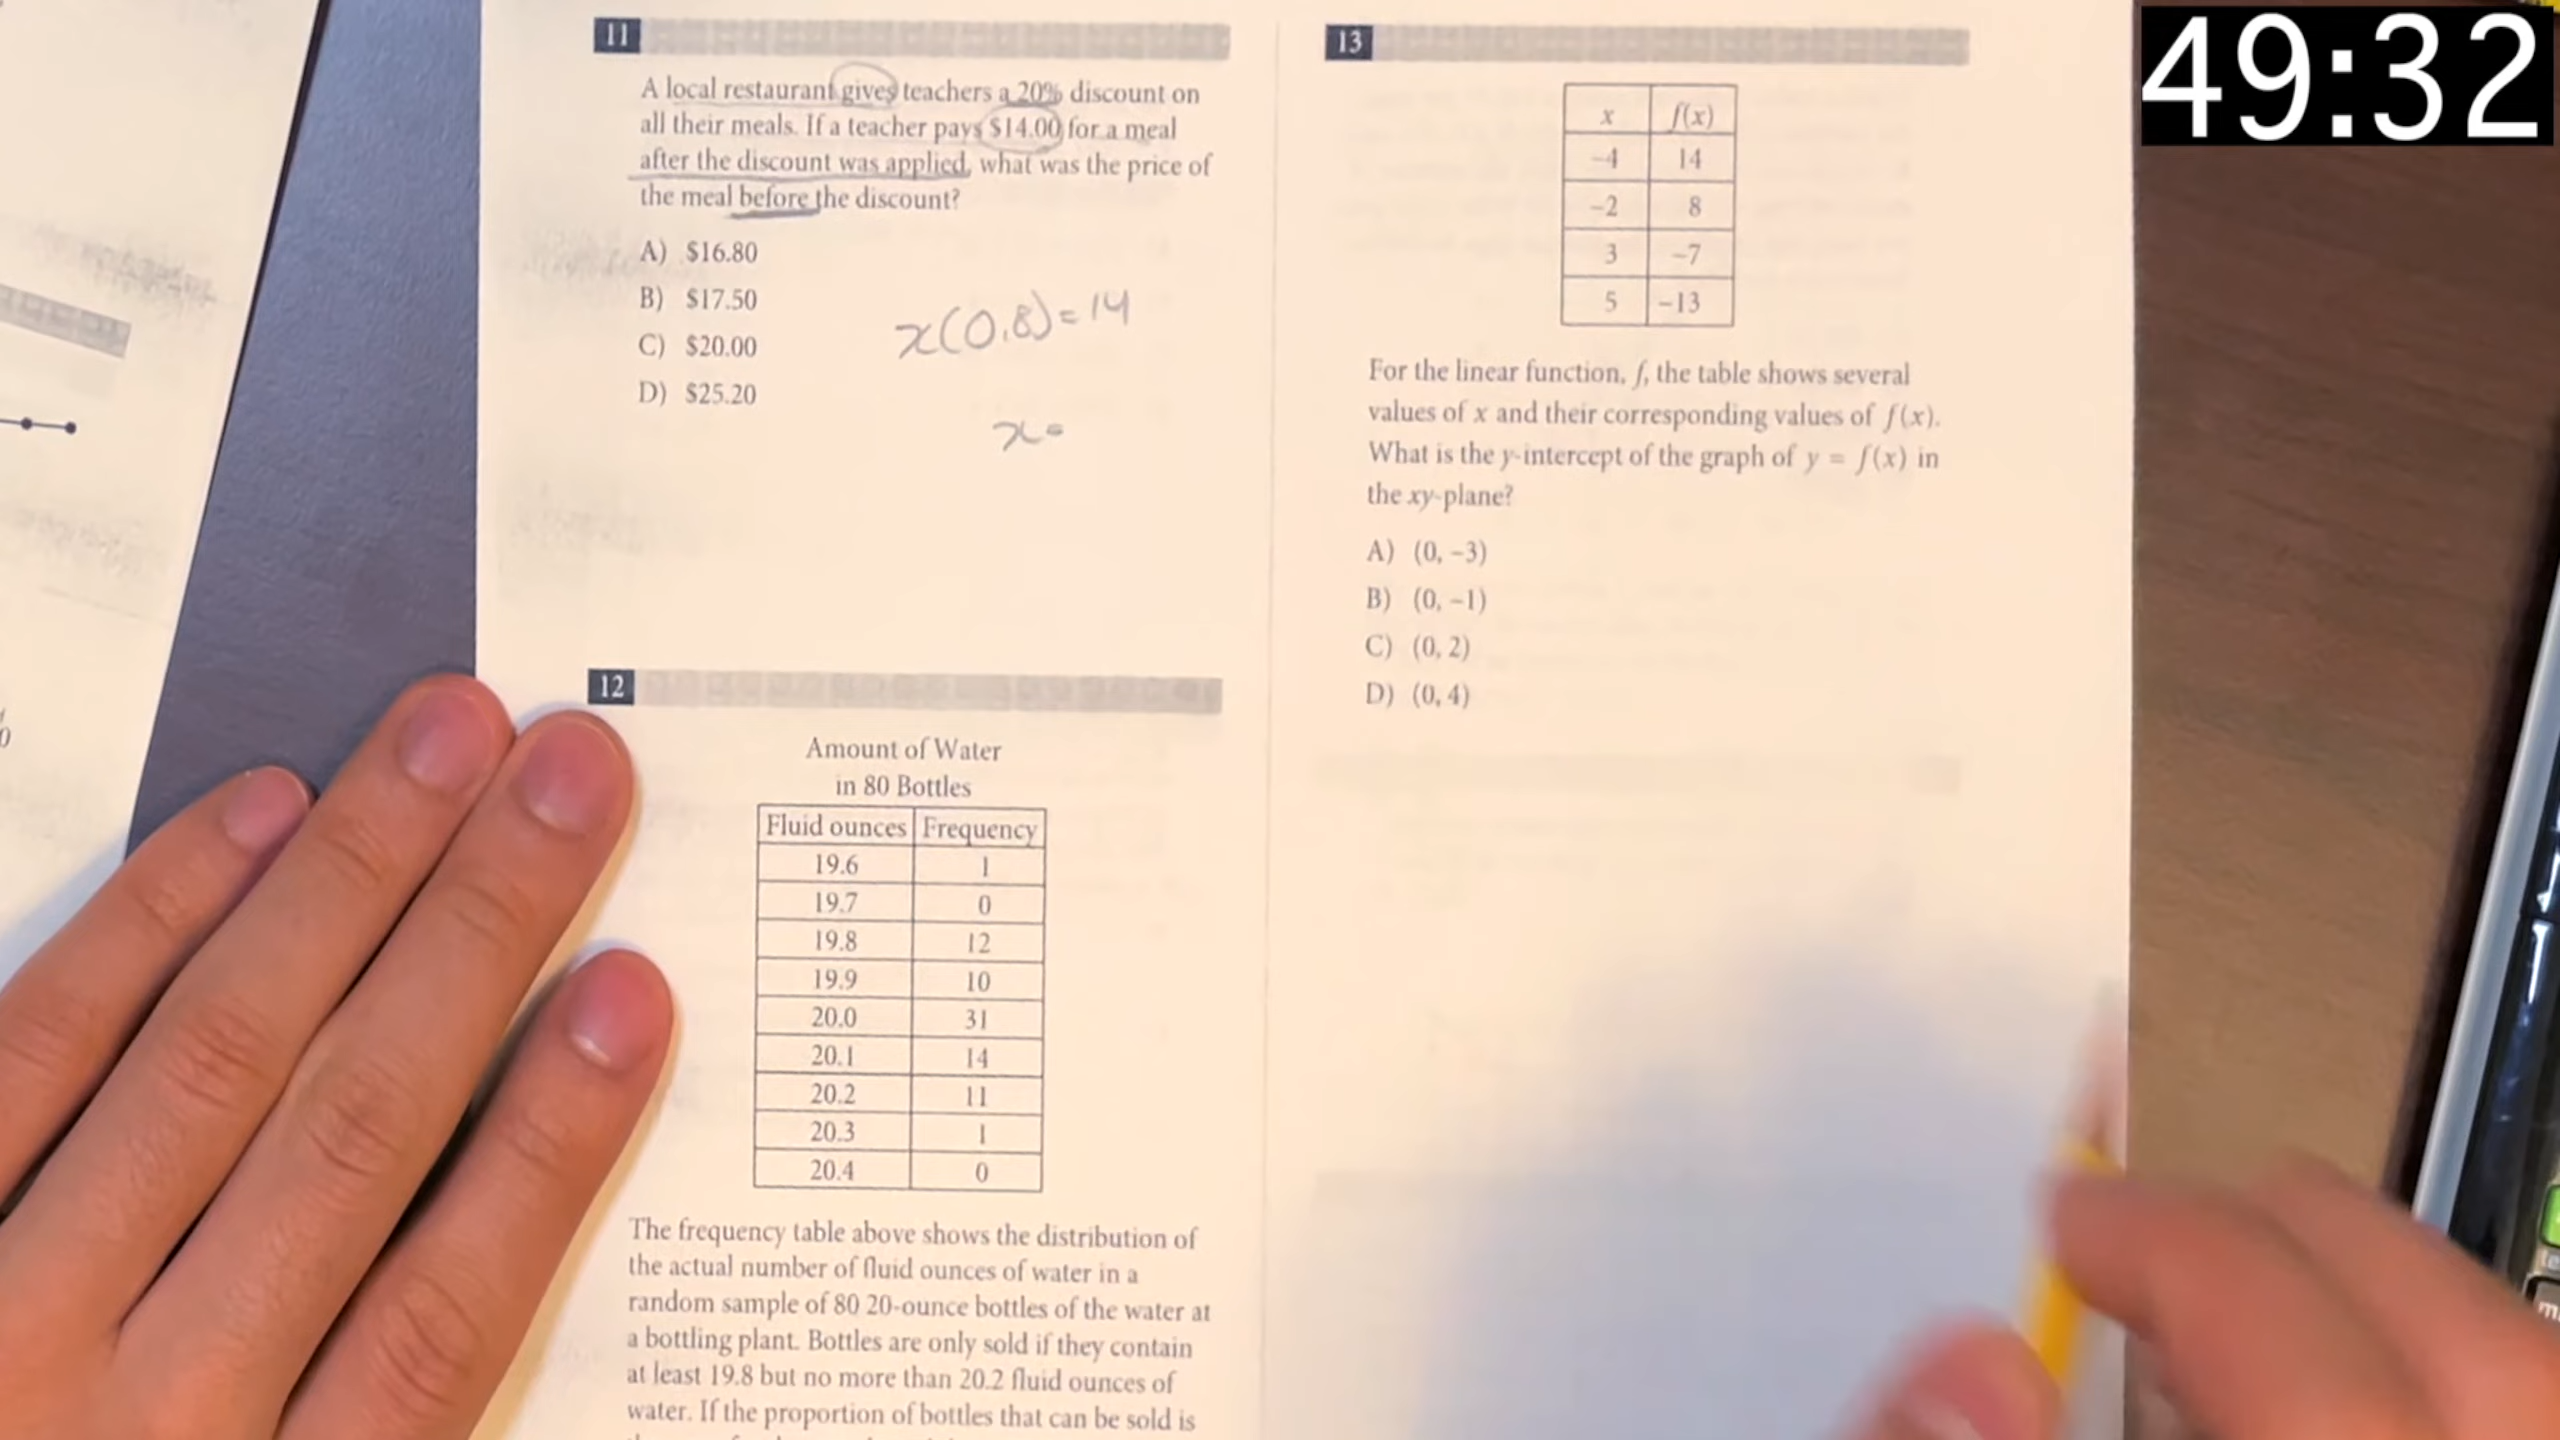 49:32
11
A local restaurant gives teachers a 20% discount on
all their meals. If a teacher pays $14.00 for a meal
after the discount was applied, what was the price of
the meal before the discount?
A) $16.80
B) $17.50
C) $20.00
D) $25.20
x(0.8)=14
x=
12
Amount of Water
in 80 Bottles
Fluid ounces Frequency
19.6 1
19.7 0
19.8 12
19.9 10
20.0 31
20.1 14
20.2 11
20.3 1
20.4 0
The frequency table above shows the distribution of
the actual number of fluid ounces of water in a
random sample of 80 20-ounce bottles of the water at
a bottling plant. Bottles are only sold if they contain
at least 19.8 but no more than 20.2 fluid ounces of
water. If the proportion of bottles that can be sold is
13
x f(x)
-4 14
-2 8
3 -7
5 -13
For the linear function, f, the table shows several
values of x and their corresponding values of f(x).
What is the y-intercept of the graph of y = f(x) in
the xy-plane?
A) (0, -3)
B) (0, -1)
C) (0, 2)
D) (0, 4)